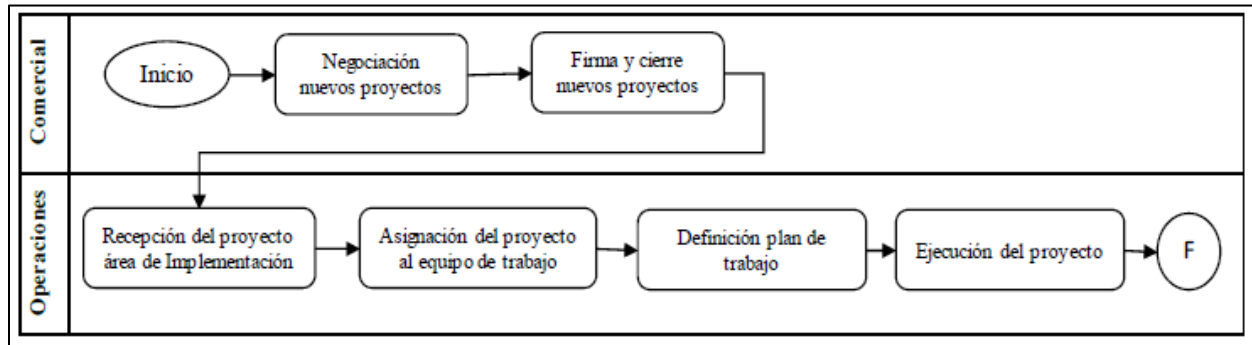 Comercial
Inicio
Negociación
nuevos proyectos
Firma y cierre
nuevos proyectos
Operaciones
Recepción del proyecto
área de Implementación
Asignación del proyecto
al equipo de trabajo
Definición plan de
trabajo
Ejecución del proyecto
F